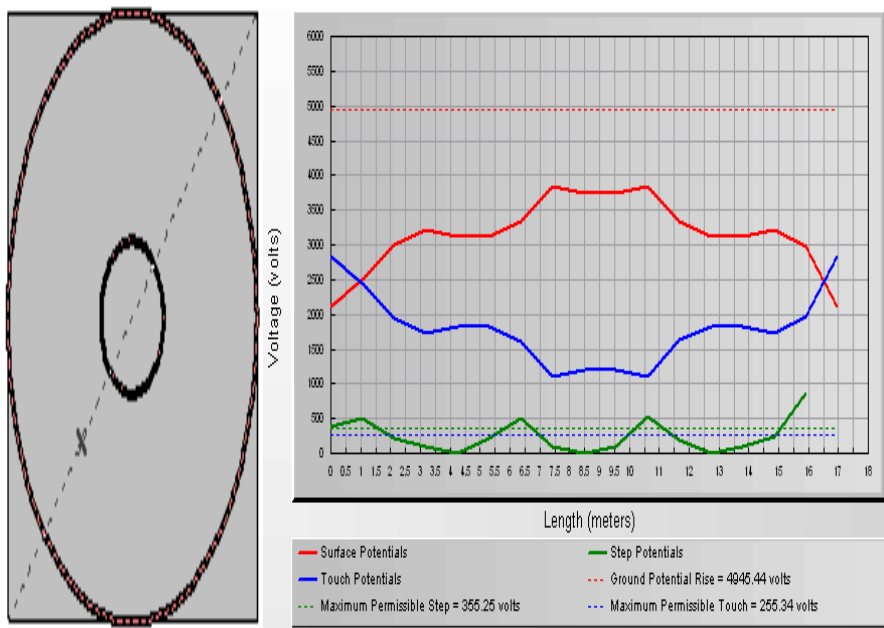 X
Voltage (volts)
6000
5500
5000
4500
4000
3500
3000
2500
2000
1500
1000
500
0
0 0.5 1 1.5 2 2.5 3 3.5 4 4.5 5 5.5 6 6.5 7 7.5 8 8.5 9 9.5 10 11 12 13 14 15 16 17 18
Length (meters)
Surface Potentials
Step Potentials
Touch Potentials
Ground Potential Rise = 4945.44 volts
Maximum Permissible Step = 355.25 volts
Maximum Permissible Touch = 255.34 volts